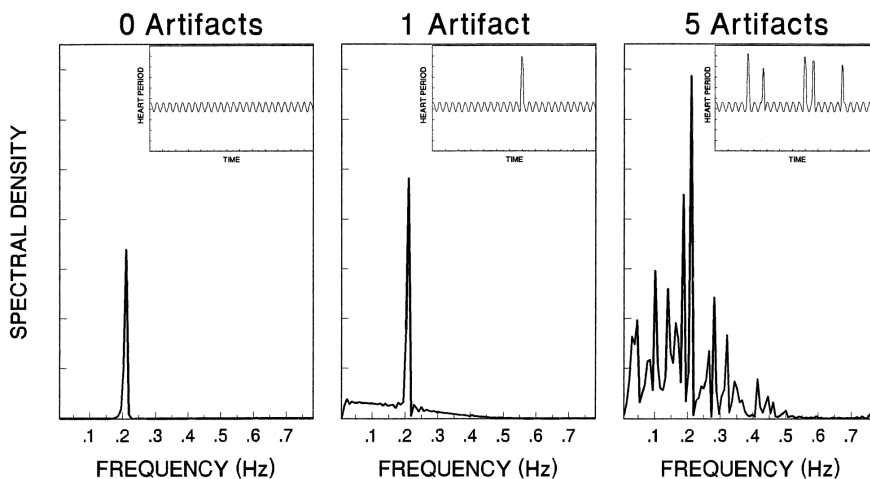 0 Artifacts
1 Artifact
5 Artifacts
HEART PERIOD
TIME
HEART PERIOD
TIME
HEART PERIOD
TIME
SPECTRAL DENSITY
.1 .2 .3 .4 .5 .6 .7
.1 .2 .3 .4 .5 .6 .7
.1 .2 .3 .4 .5 .6 .7
FREQUENCY (Hz)
FREQUENCY (Hz)
FREQUENCY (Hz)